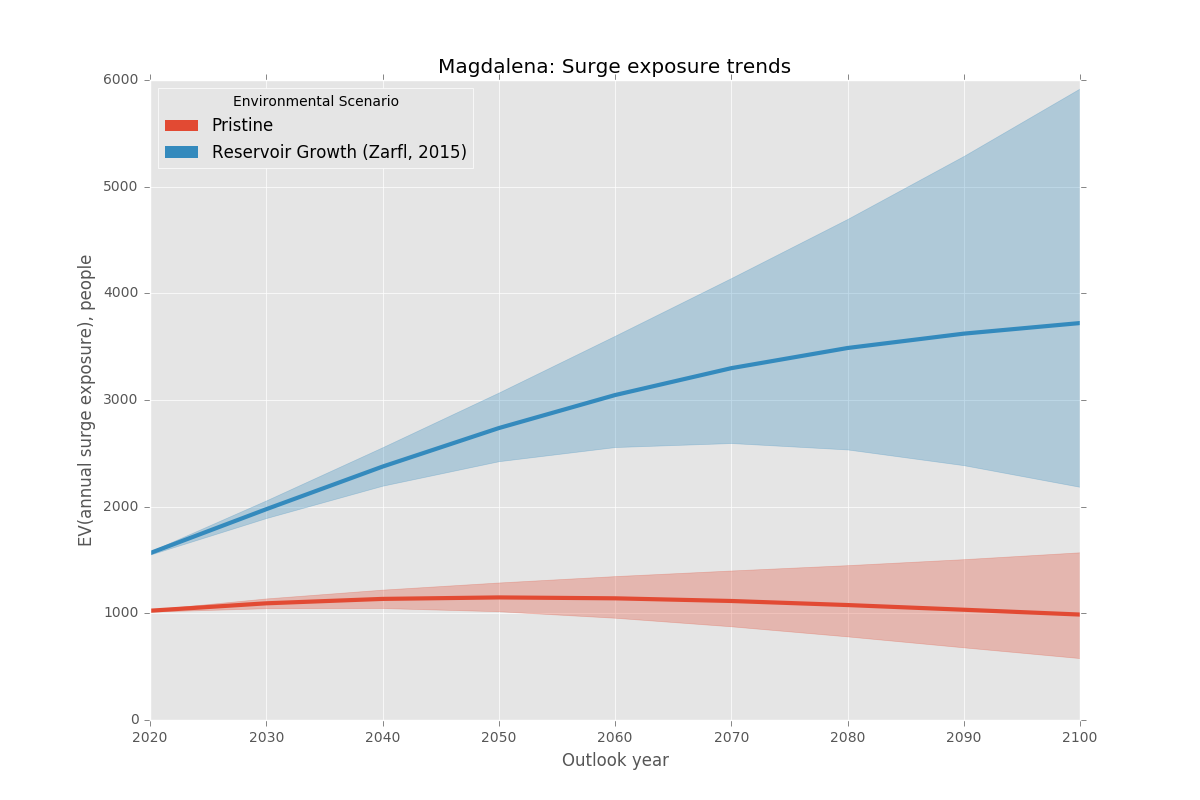 Magdalena: Surge exposure trends
Environmental Scenario
Pristine
Reservoir Growth (Zarfl, 2015)
EV(annual surge exposure), people
6000
5000
4000
3000
2000
1000
0
2020 2030 2040 2050 2060 2070 2080 2090 2100
Outlook year